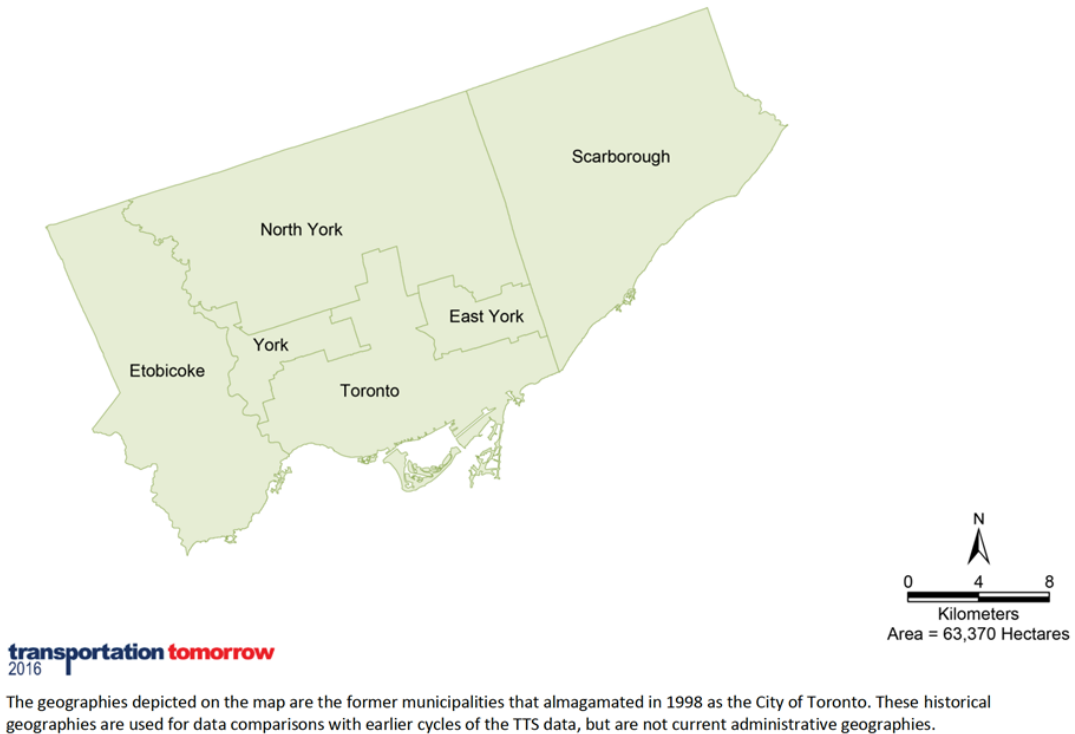 Scarborough
North York
East York
York
Etobicoke
Toronto
N
0 4 8
Kilometers
Area = 63,370 Hectares
transportation tomorrow
2016
The geographies depicted on the map are the former municipalities that almagamated in 1998 as the City of Toronto. These historical
geographies are used for data comparisons with earlier cycles of the TTS data, but are not current administrative geographies.